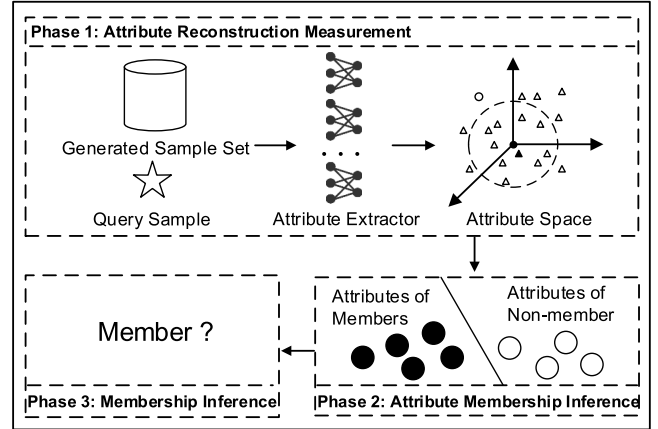 Phase 1: Attribute Reconstruction Measurement
Generated Sample Set
Query Sample
Attribute Extractor
Attribute Space
Attributes of
Members
Attributes of
Non-member
Phase 2: Attribute Membership Inference
Member ?
Phase 3: Membership Inference